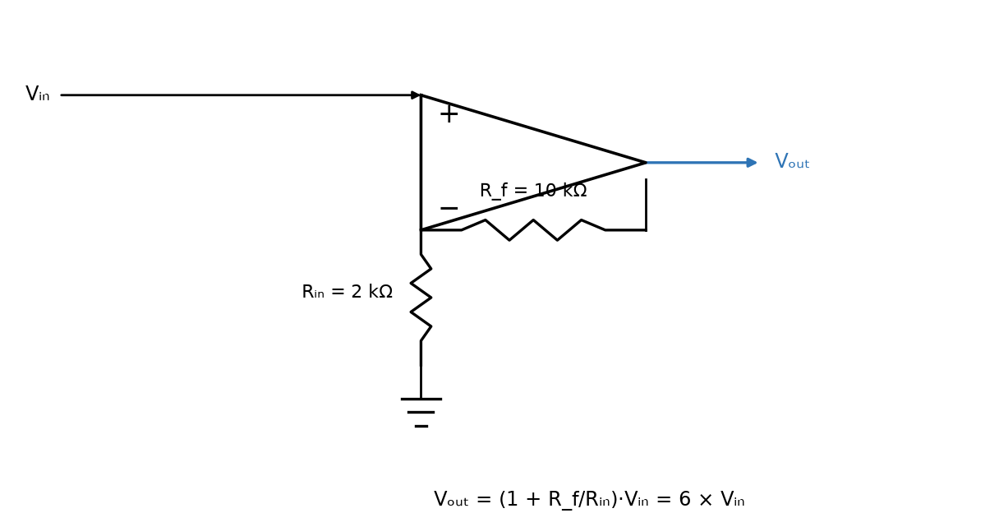 Vᵢₙ
+
Vₒᵤₜ
R_f = 10 kΩ
−
Rᵢₙ = 2 kΩ
Vₒᵤₜ = (1 + R_f/Rᵢₙ)·Vᵢₙ = 6 × Vᵢₙ